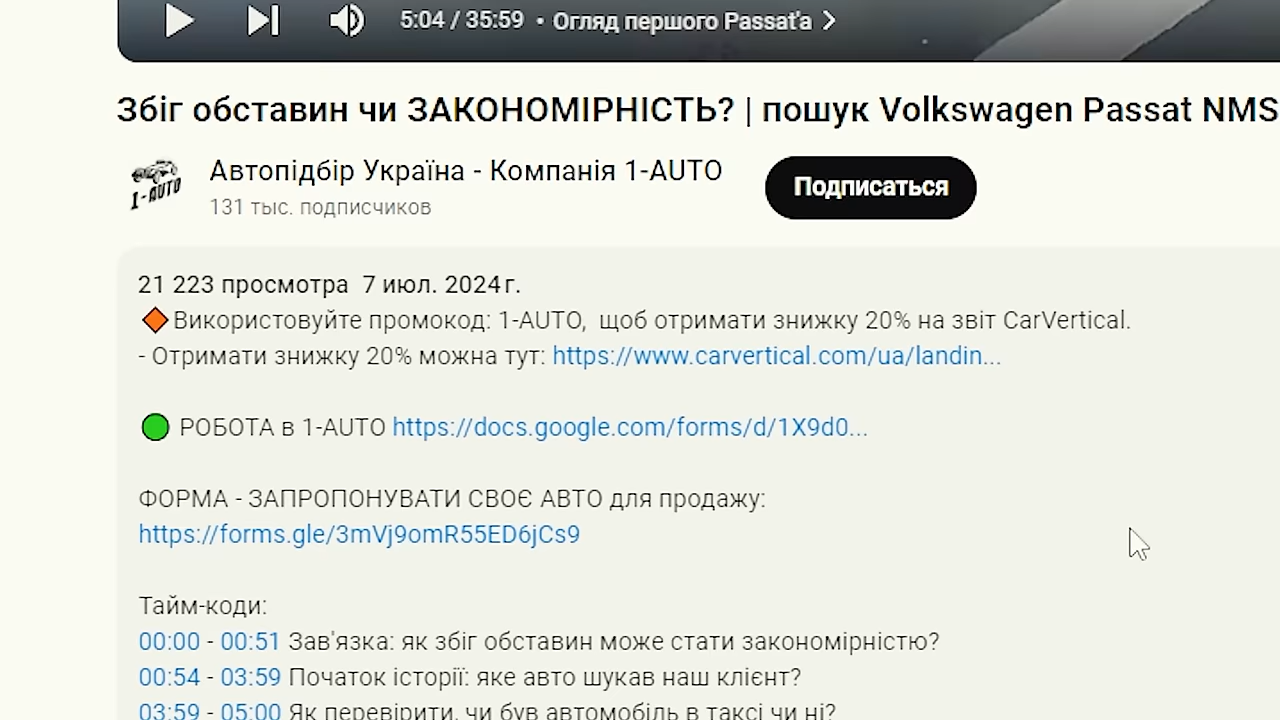 5:04 / 35:59 • Огляд першого Passat'а
Збіг обставин чи ЗАКОНОМІРНІСТЬ? | пошук Volkswagen Passat NMS
1-AUTO
Автопідбір Україна - Компанія 1-AUTO
131 тыс. подписчиков
Подписаться
21 223 просмотра 7 июл. 2024 г.
Використовуйте промокод: 1-AUTO, щоб отримати знижку 20% на звіт CarVertical.
- Отримати знижку 20% можна тут: https://www.carvertical.com/ua/landin...
РОБОТА в 1-AUTO https://docs.google.com/forms/d/1X9d0...
ФОРМА - ЗАПРОПОНУВАТИ СВОЄ АВТО для продажу:
https://forms.gle/3mVj9omR55ED6jCs9
Тайм-коди:
00:00 - 00:51 Зав'язка: як збіг обставин може стати закономірністю?
00:54 - 03:59 Початок історії: яке авто шукав наш клієнт?
03:59 - 05:00 Як перевірити, чи був автомобіль в таксі чи ні?